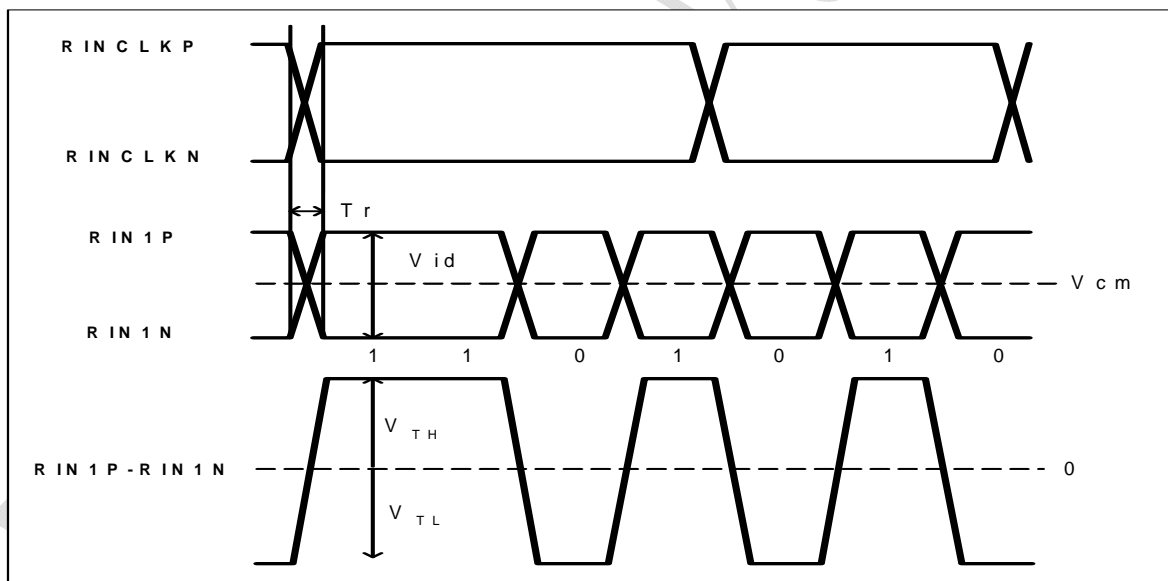 RINCLKP
RINCLKN
Tr
RIN1P
Vid
Vcm
RIN1N
1 1 0 1 0 1 0
VTH
RIN1P-RIN1N
0
VTL